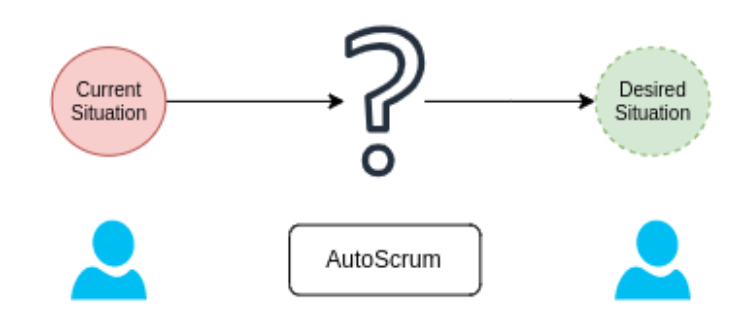 Current
Situation
?
Desired
Situation
AutoScrum